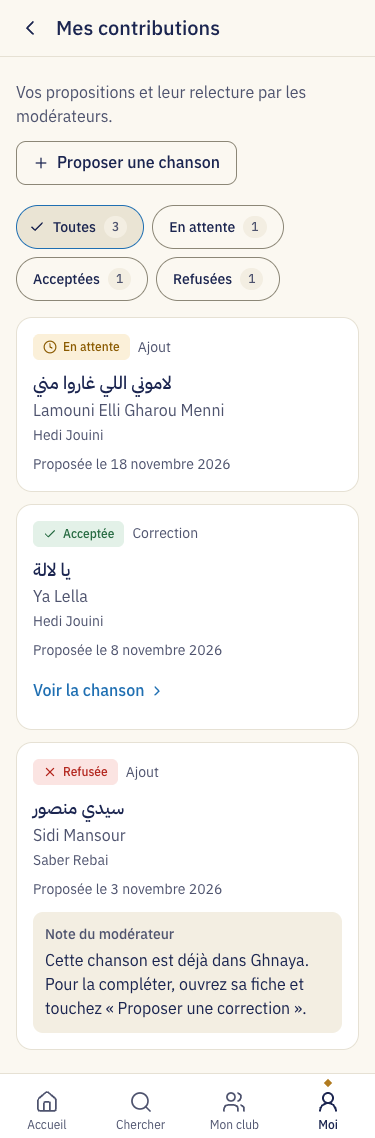 Mes contributions
Vos propositions et leur relecture par les
modérateurs.
Proposer une chanson
Toutes 3
En attente 1
Acceptées 1
Refusées 1
En attente Ajout
لاموني اللي غاروا مني
Lamouni Elli Gharou Menni
Hedi Jouini
Proposée le 18 novembre 2026
Acceptée Correction
يا لالة
Ya Lella
Hedi Jouini
Proposée le 8 novembre 2026
Voir la chanson
Refusée Ajout
سيدي منصور
Sidi Mansour
Saber Rebai
Proposée le 3 novembre 2026
Note du modérateur
Cette chanson est déjà dans Ghnaya.
Pour la compléter, ouvrez sa fiche et
touchez « Proposer une correction ».
Accueil
Chercher
Mon club
Moi